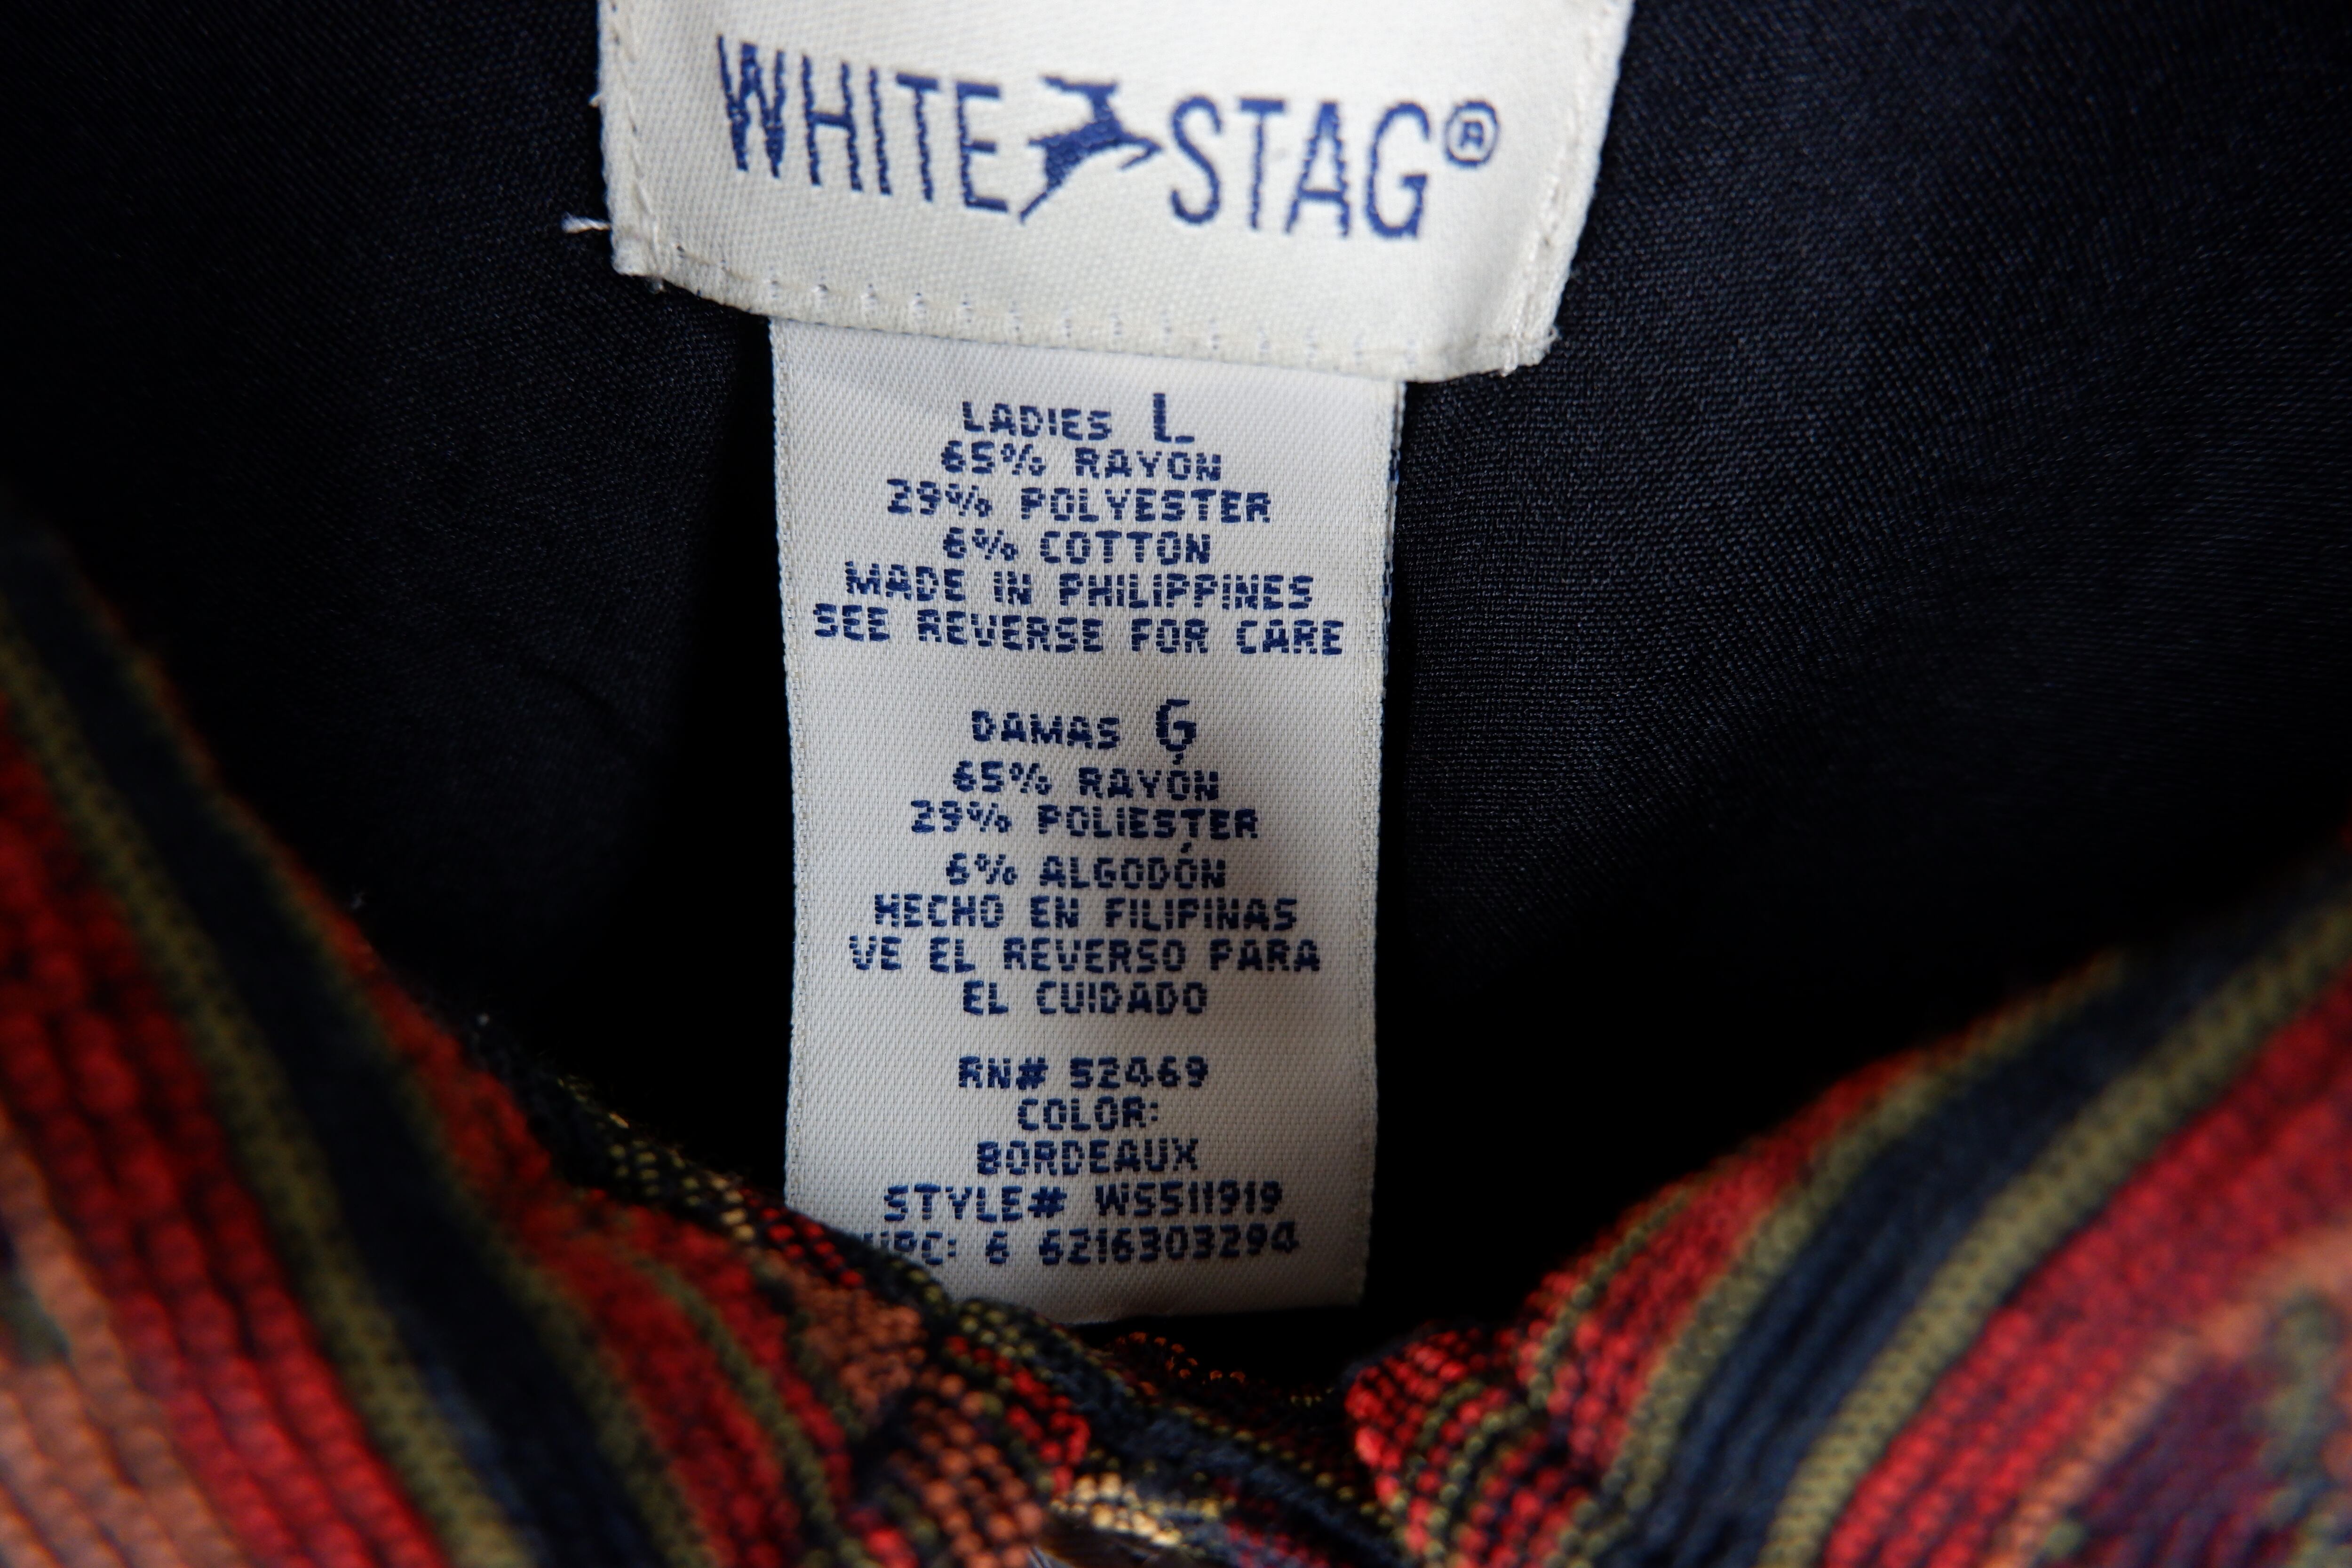 WHITE STAG®
LADIES L
65% RAYON
29% POLYESTER
6% COTTON
MADE IN PHILIPPINES
SEE REVERSE FOR CARE
DAMAS G
65% RAYÓN
29% POLIESTER
6% ALGODÓN
HECHO EN FILIPINAS
VE EL REVERSO PARA
EL CUIDADO
RN# 52469
COLOR:
BORDEAUX
STYLE# WS511919
UPC: 6 6216303294